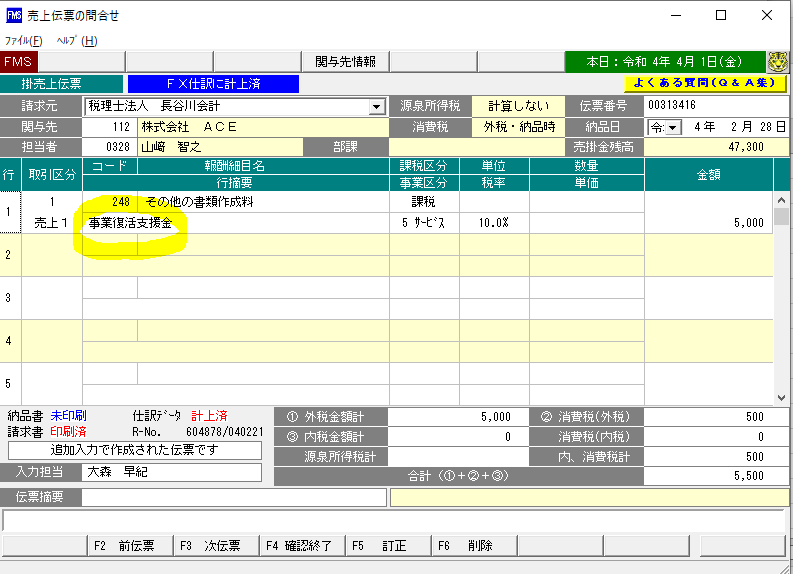 FMS 売上伝票の問合せ
ﾌｧｲﾙ(F) ﾍﾙﾌﾟ(H)
FMS 関与先情報 本日：令和 4年 4月 1日(金)
掛売上伝票 ＦＸ仕訳に計上済 よくある質問(Ｑ＆Ａ集)
請求元 税理士法人 長谷川会計 源泉所得税 計算しない 伝票番号 00313416
関与先 112 株式会社 ＡＣＥ 消費税 外税・納品時 納品日 令: 4 年 2 月 28 日
担当者 0328 山﨑 智之 部課 売掛金残高 47,300
行 取引区分 コード 報酬細目名 課税区分 単位 数量 金額
行摘要 事業区分 税率 単価
1 1 248 その他の書類作成料 課税
売上１ 事業復活支援金 5 ｻｰﾋﾞｽ 10.0% 5,000
2
3
4
5
納品書 未印刷 仕訳ﾃﾞｰﾀ 計上済 ① 外税金額計 5,000 ② 消費税(外税) 500
請求書 印刷済 R-No. 604878/040221 ③ 内税金額計 0 消費税(内税) 0
追加入力で作成された伝票です 源泉所得税計 内、消費税計 500
入力担当 大森 早紀 合計（①＋②＋③） 5,500
伝票摘要
F2 前伝票 F3 次伝票 F4 確認終了 F5 訂正 F6 削除